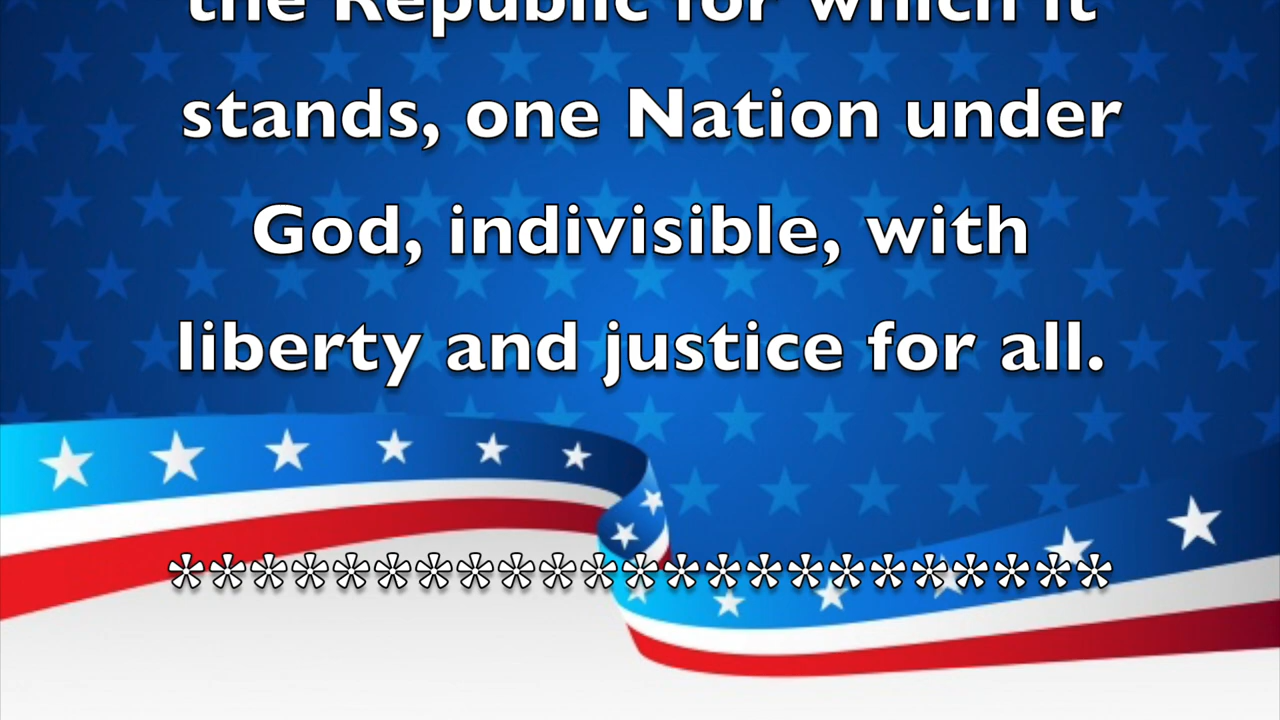 the Republic for which it
stands, one Nation under
God, indivisible, with
liberty and justice for all.
***********************